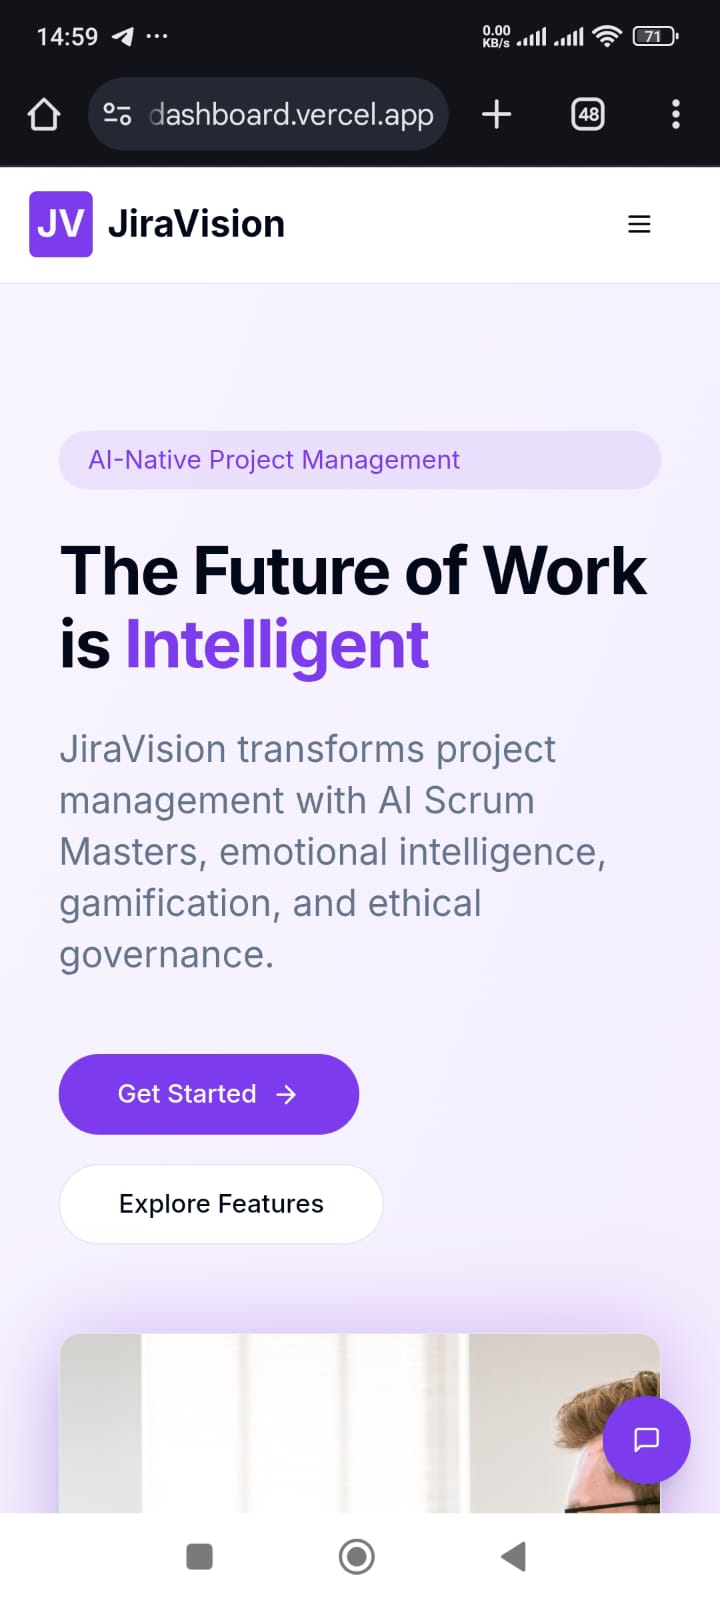 14:59 ···
0.00
KB/s
71
dashboard.vercel.app
48
JV JiraVision
AI-Native Project Management
The Future of Work
is Intelligent
JiraVision transforms project
management with AI Scrum
Masters, emotional intelligence,
gamification, and ethical
governance.
Get Started →
Explore Features